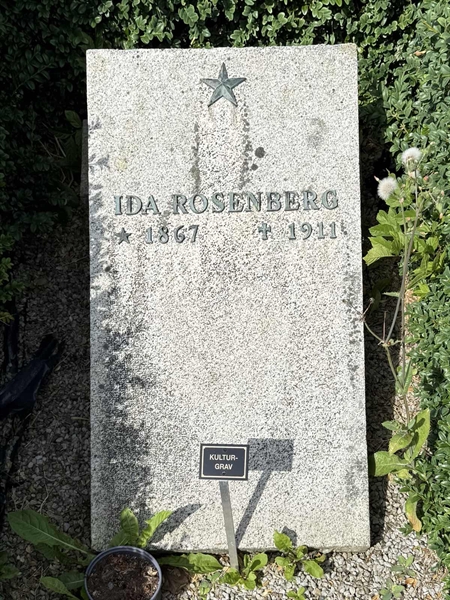 IDA ROSENBERG
★ 1867 ✝ 1911
KULTUR-
GRAV